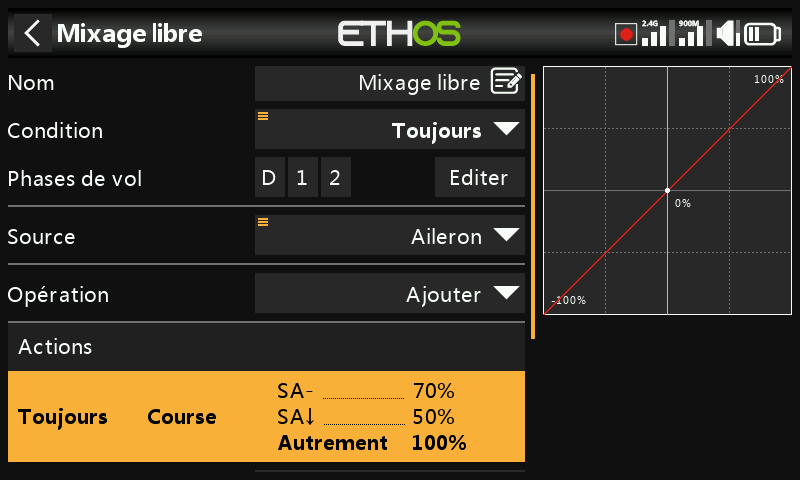 Mixage libre
ETHOS
2.4G
900M
Nom
Mixage libre
Condition
Toujours
Phases de vol
D 1 2
Editer
Source
Aileron
Opération
Ajouter
Actions
Toujours Course
SA- 70%
SA↓ 50%
Autrement 100%
100%
0%
-100%